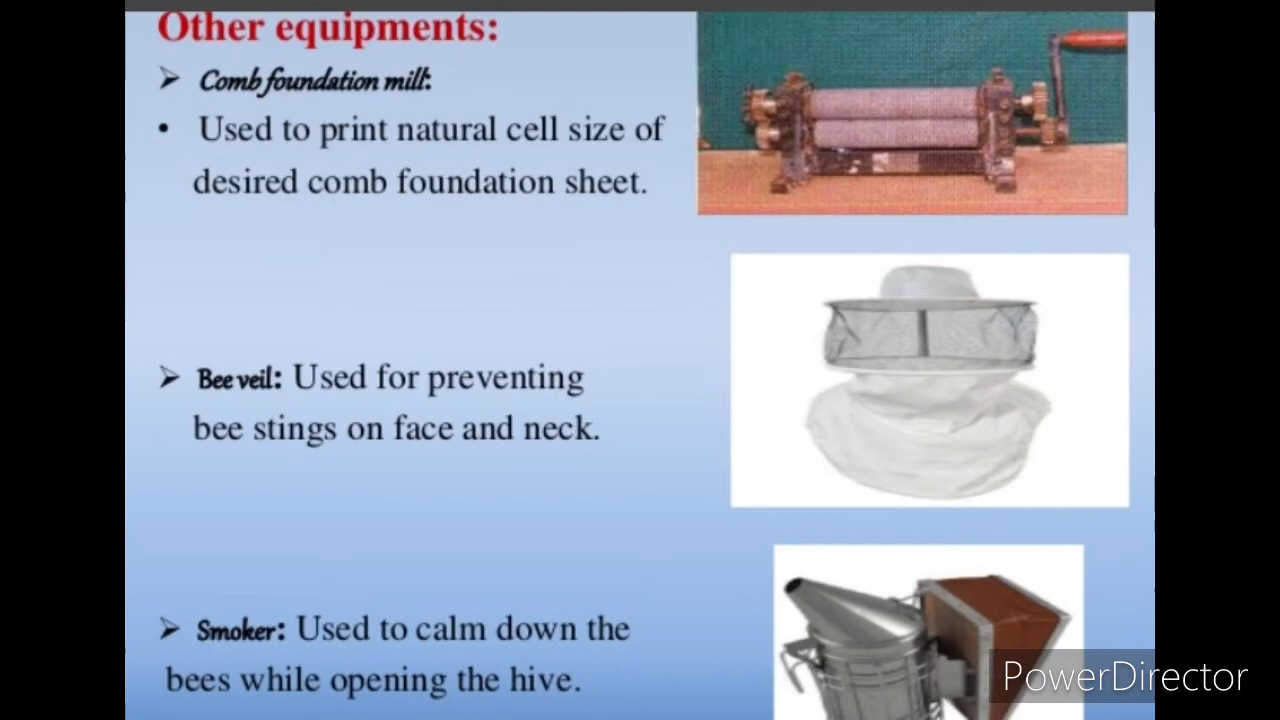 Other equipments:
➤ Comb foundation mill:
• Used to print natural cell size of
desired comb foundation sheet.
➤ Bee veil: Used for preventing
bee stings on face and neck.
➤ Smoker: Used to calm down the
bees while opening the hive.
PowerDirector